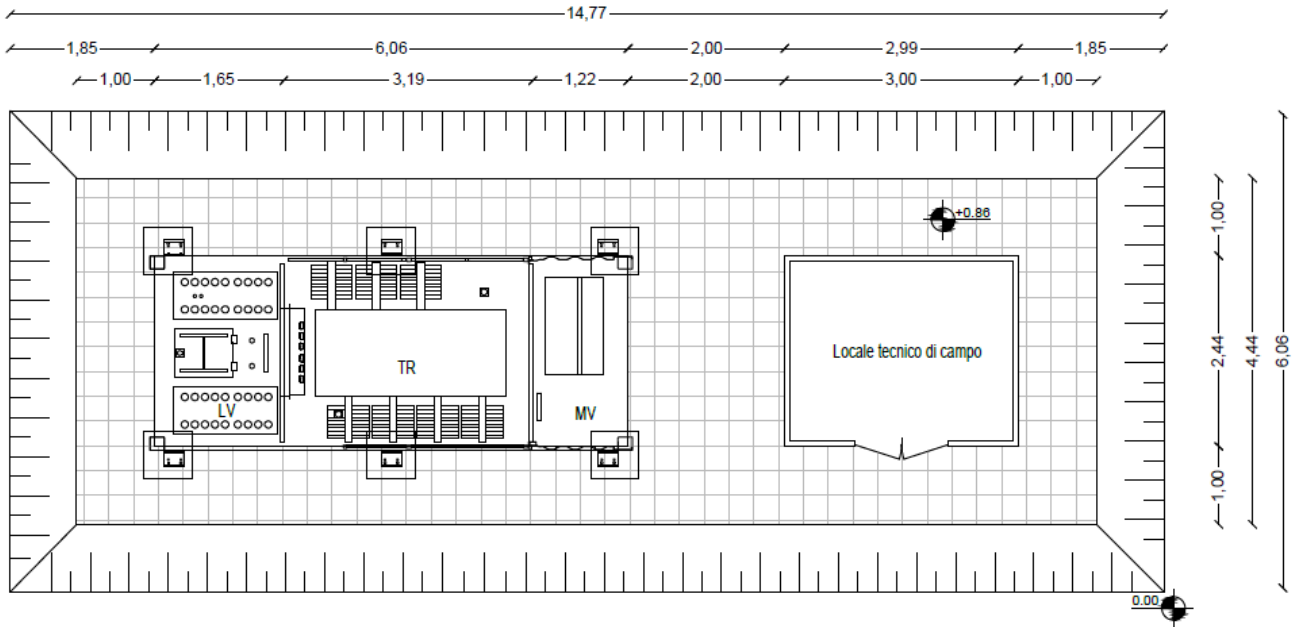 14,77
1,85 6,06 2,00 2,99 1,85
1,00 1,65 3,19 1,22 2,00 3,00 1,00
+0.86
1,00
2,44 4,44 6,06
1,00
TR
Locale tecnico di campo
LV
MV
0.00